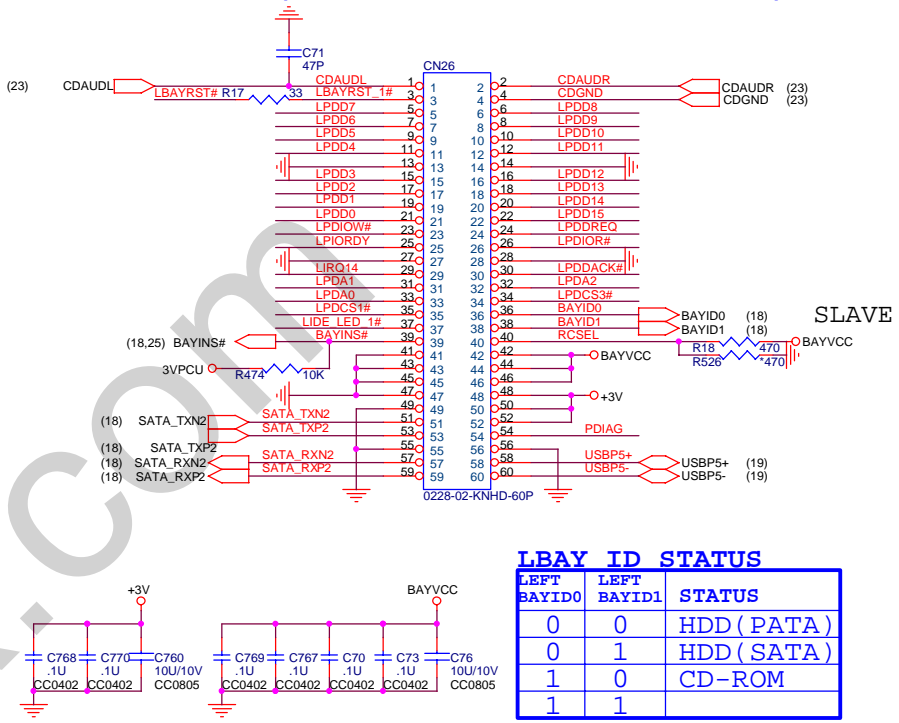 C71
47P
CN26
(23) CDAUDL CDAUDL 1 1 2 2 CDAUDR CDAUDR (23)
LBAYRST# R17 33 LBAYRST_1# 3 3 4 4 CDGND CDGND (23)
LPDD7 5 5 6 6 LPDD8
LPDD6 7 7 8 8 LPDD9
LPDD5 9 9 10 10 LPDD10
LPDD4 11 11 12 12 LPDD11
13 13 14 14
LPDD3 15 15 16 16 LPDD12
LPDD2 17 17 18 18 LPDD13
LPDD1 19 19 20 20 LPDD14
LPDD0 21 21 22 22 LPDD15
LPDIOW# 23 23 24 24 LPDDREQ
LPIORDY 25 25 26 26 LPDIOR#
27 27 28 28
LIRQ14 29 29 30 30 LPDDACK#
LPDA1 31 31 32 32 LPDA2
LPDA0 33 33 34 34 LPDCS3#
LPDCS1# 35 35 36 36 BAYID0 BAYID0 (18) SLAVE
LIDE_LED_1# 37 37 38 38 BAYID1 BAYID1 (18)
(18,25) BAYINS# BAYINS# 39 39 40 40 RCSEL R18 470 BAYVCC
41 41 42 42 BAYVCC R526 *470
3VPCU R474 10K 43 43 44 44
45 45 46 46
47 47 48 48 +3V
49 49 50 50
(18) SATA_TXN2 SATA_TXN2 51 51 52 52
SATA_TXP2 53 53 54 54 PDIAG
(18) SATA_TXP2 55 55 56 56
(18) SATA_RXN2 SATA_RXN2 57 57 58 58 USBP5+ USBP5+ (19)
(18) SATA_RXP2 SATA_RXP2 59 59 60 60 USBP5- USBP5- (19)
0228-02-KNHD-60P
+3V BAYVCC
C768 C770 C760 C769 C767 C70 C73 C76
.1U .1U 10U/10V .1U .1U .1U .1U 10U/10V
CC0402 CC0402 CC0805 CC0402 CC0402 CC0402 CC0402 CC0805
LBAY ID STATUS
LEFT BAYID0 LEFT BAYID1 STATUS
0 0 HDD(PATA)
0 1 HDD(SATA)
1 0 CD-ROM
1 1
x.com